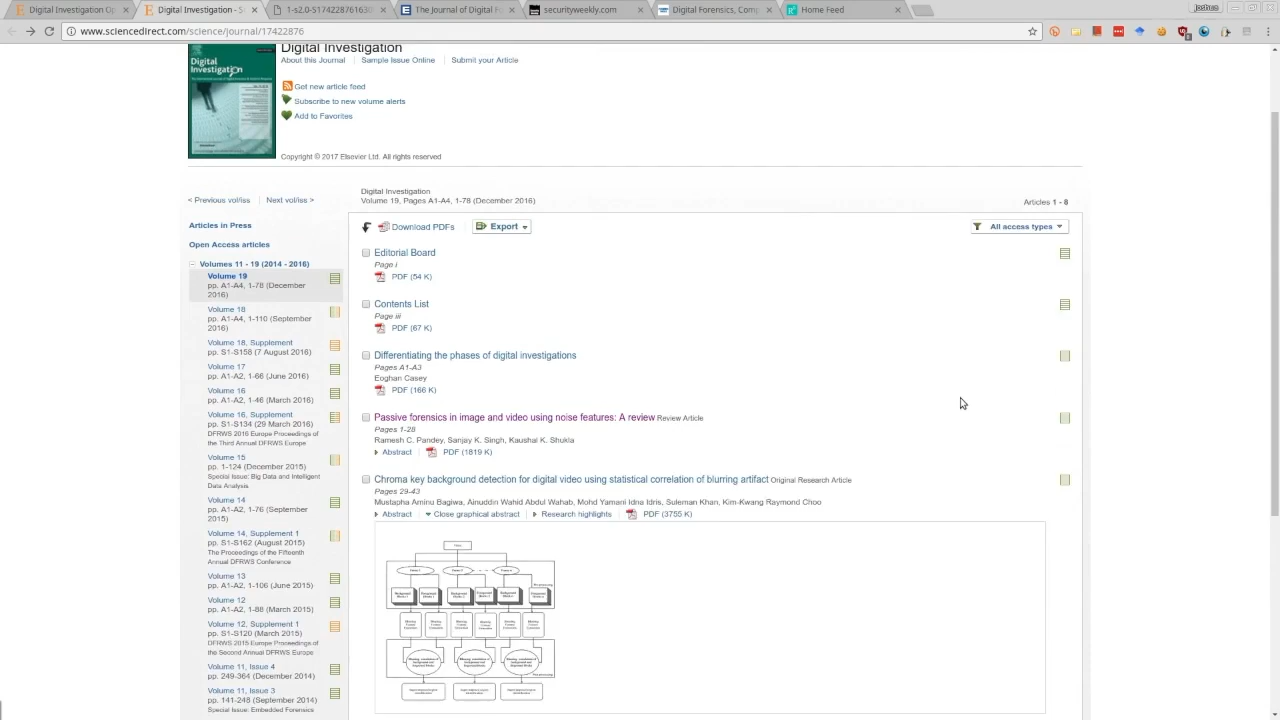 Digital Investigation Op
Digital Investigation - S
1-s2.0-S174228761630
The Journal of Digital Fo
securityweekly.com
Digital Forensics, Comp
Home Feed
www.sciencedirect.com/science/journal/17422876
Digital Investigation
About this Journal
Sample Issue Online
Submit your Article
Digital
Investigation
Get new article feed
Subscribe to new volume alerts
Add to Favorites
Copyright © 2017 Elsevier Ltd. All rights reserved
< Previous vol/iss
Next vol/iss >
Digital Investigation
Volume 19, Pages A1-A4, 1-78 (December 2016)
Articles 1 - 8
Articles in Press
Open Access articles
Volumes 11 - 19 (2014 - 2016)
Volume 19
pp. A1-A4, 1-78 (December
2016)
Volume 18
pp. A1-A4, 1-110 (September
2016)
Volume 18, Supplement
pp. S1-S158 (7 August 2016)
Volume 17
pp. A1-A2, 1-66 (June 2016)
Volume 16
pp. A1-A2, 1-46 (March 2016)
Volume 16, Supplement
pp. S1-S134 (29 March 2016)
DFRWS 2016 Europe Proceedings of
the Third Annual DFRWS Europe
Volume 15
pp. 1-124 (December 2015)
Special Issue: Big Data and Intelligent
Data Analysis
Volume 14
pp. A1-A2, 1-76 (September
2015)
Volume 14, Supplement 1
pp. S1-S162 (August 2015)
The Proceedings of the Fifteenth
Annual DFRWS Conference
Volume 13
pp. A1-A2, 1-106 (June 2015)
Volume 12
pp. A1-A2, 1-88 (March 2015)
Volume 12, Supplement 1
pp. S1-S120 (March 2015)
DFRWS 2015 Europe Proceedings of
the Second Annual DFRWS Europe
Volume 11, Issue 4
pp. 249-364 (December 2014)
Volume 11, Issue 3
pp. 141-248 (September 2014)
Special Issue: Embedded Forensics
Download PDFs
Export
All access types
Editorial Board
Page i
PDF (54 K)
Contents List
Page iii
PDF (67 K)
Differentiating the phases of digital investigations
Pages A1-A3
Eoghan Casey
PDF (166 K)
Passive forensics in image and video using noise features: A review Review Article
Pages 1-28
Ramesh C. Pandey, Sanjay K. Singh, Kaushal K. Shukla
Abstract
PDF (1819 K)
Chroma key background detection for digital video using statistical correlation of blurring artifact Original Research Article
Pages 29-43
Mustapha Aminu Bagiwa, Ainuddin Wahid Abdul Wahab, Mohd Yamani Idna Idris, Suleman Khan, Kim-Kwang Raymond Choo
Abstract
Close graphical abstract
Research highlights
PDF (3755 K)